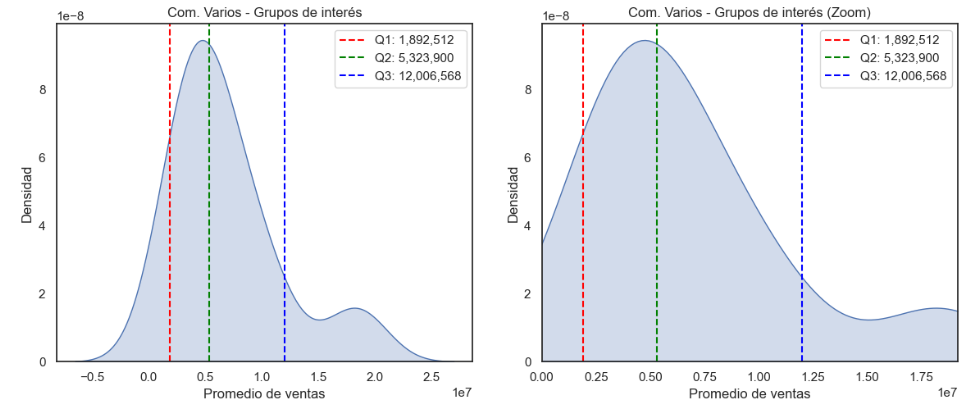 Com. Varios - Grupos de interés
1e−8
Q1: 1,892,512
Q2: 5,323,900
Q3: 12,006,568
8
6
4
2
0
Densidad
−0.5 0.0 0.5 1.0 1.5 2.0 2.5
1e7
Promedio de ventas
Com. Varios - Grupos de interés (Zoom)
1e−8
Q1: 1,892,512
Q2: 5,323,900
Q3: 12,006,568
8
6
4
2
0
Densidad
0.00 0.25 0.50 0.75 1.00 1.25 1.50 1.75
1e7
Promedio de ventas